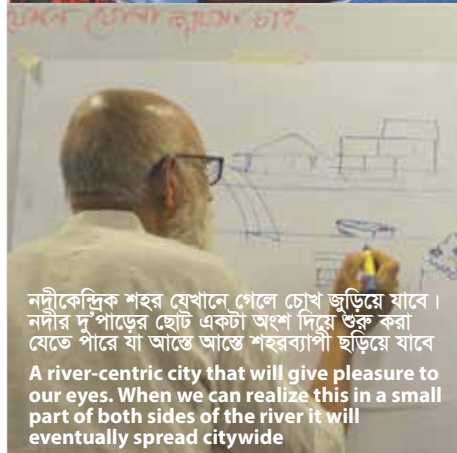 যেমন খোলা জায়গা চাই
নদীকেন্দ্রিক শহর যেখানে গেলে চোখ জুড়িয়ে যাবে।
নদীর দু'পাড়ের ছোট একটা অংশ দিয়ে শুরু করা
যেতে পারে যা আস্তে আস্তে শহরব্যাপী ছড়িয়ে যাবে
A river-centric city that will give pleasure to
our eyes. When we can realize this in a small
part of both sides of the river it will
eventually spread citywide